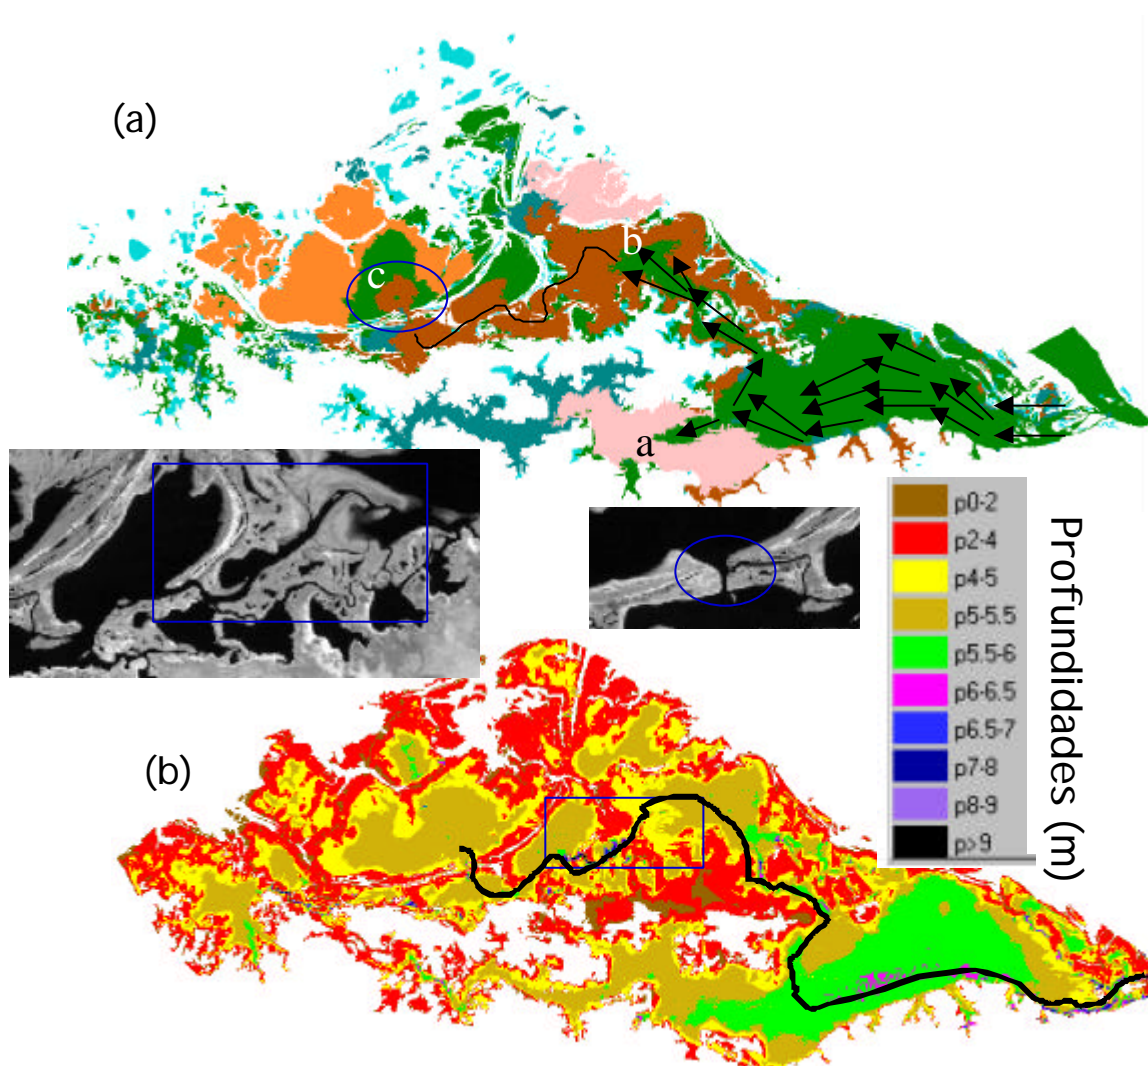 (a)
b
c
a
p0-2
p2-4
p4-5
p5-5.5
p5.5-6
p6-6.5
p6.5-7
p7-8
p8-9
p>9
Profundidades (m)
(b)